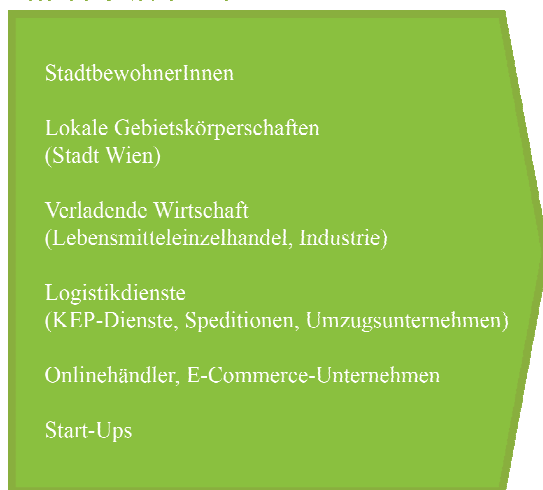 StadtbewohnerInnen
Lokale Gebietskörperschaften
(Stadt Wien)
Verladende Wirtschaft
(Lebensmitteleinzelhandel, Industrie)
Logistikdienste
(KEP-Dienste, Speditionen, Umzugsunternehmen)
Onlinehändler, E-Commerce-Unternehmen
Start-Ups